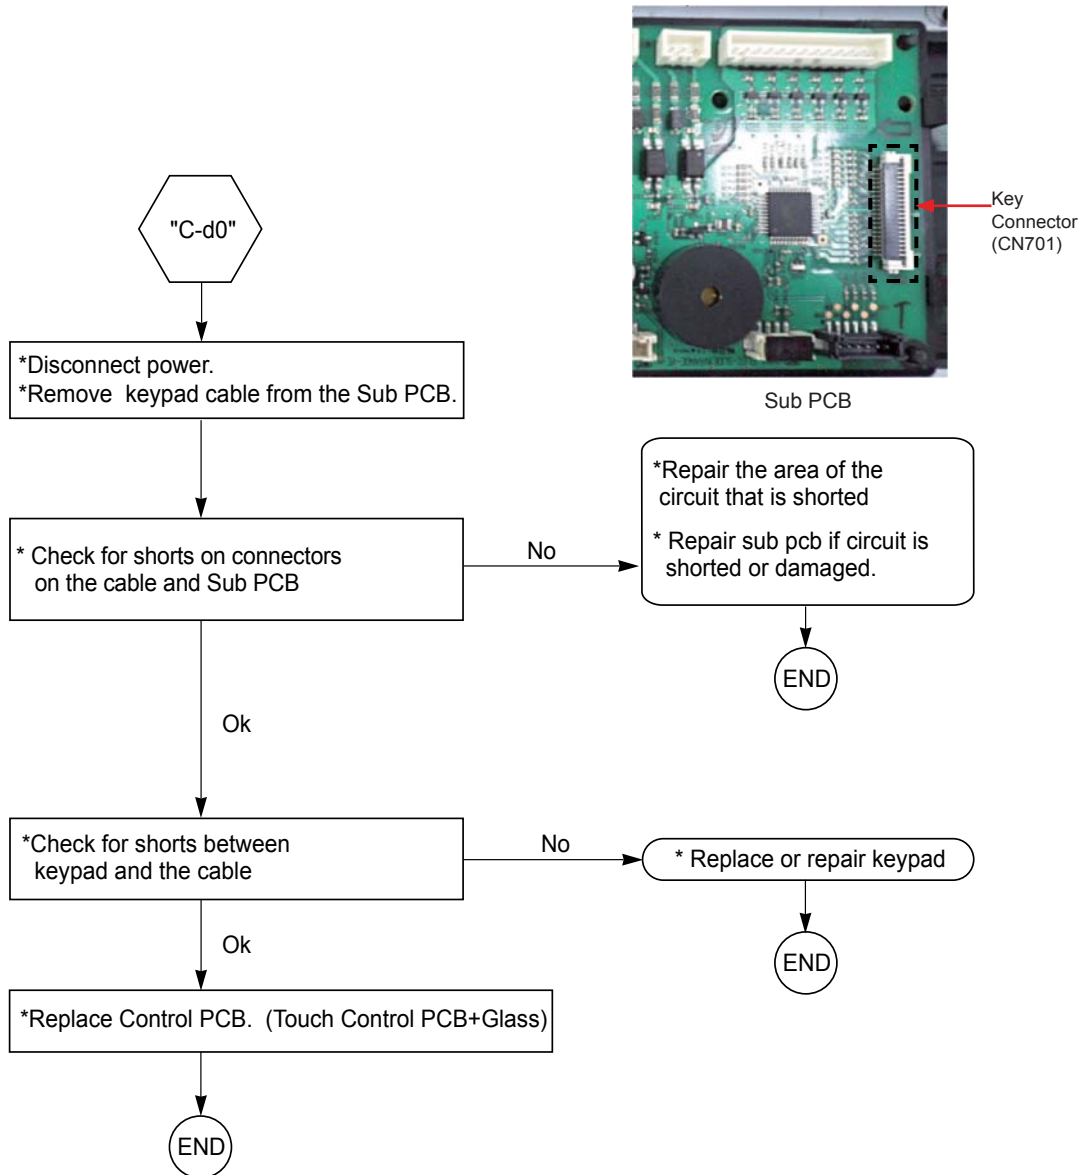 "C-d0"
*Disconnect power.
*Remove  keypad cable from the Sub PCB.
Key
Connector
(CN701)
Sub PCB
* Check for shorts on connectors
on the cable and Sub PCB
No
*Repair the area of the
circuit that is shorted
* Repair sub pcb if circuit is
shorted or damaged.
END
Ok
*Check for shorts between
keypad and the cable
No
* Replace or repair keypad
END
Ok
*Replace Control PCB.  (Touch Control PCB+Glass)
END